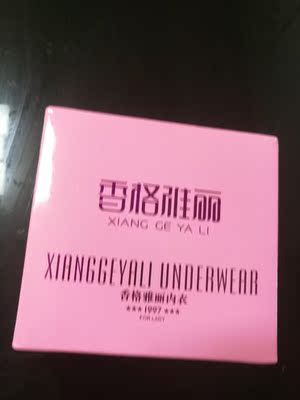 香格雅丽
XIANG GE YA LI
XIANGGEYALI UNDERWEAR
香格雅丽内衣
★★★ 1997 ★★★
FOR LADY